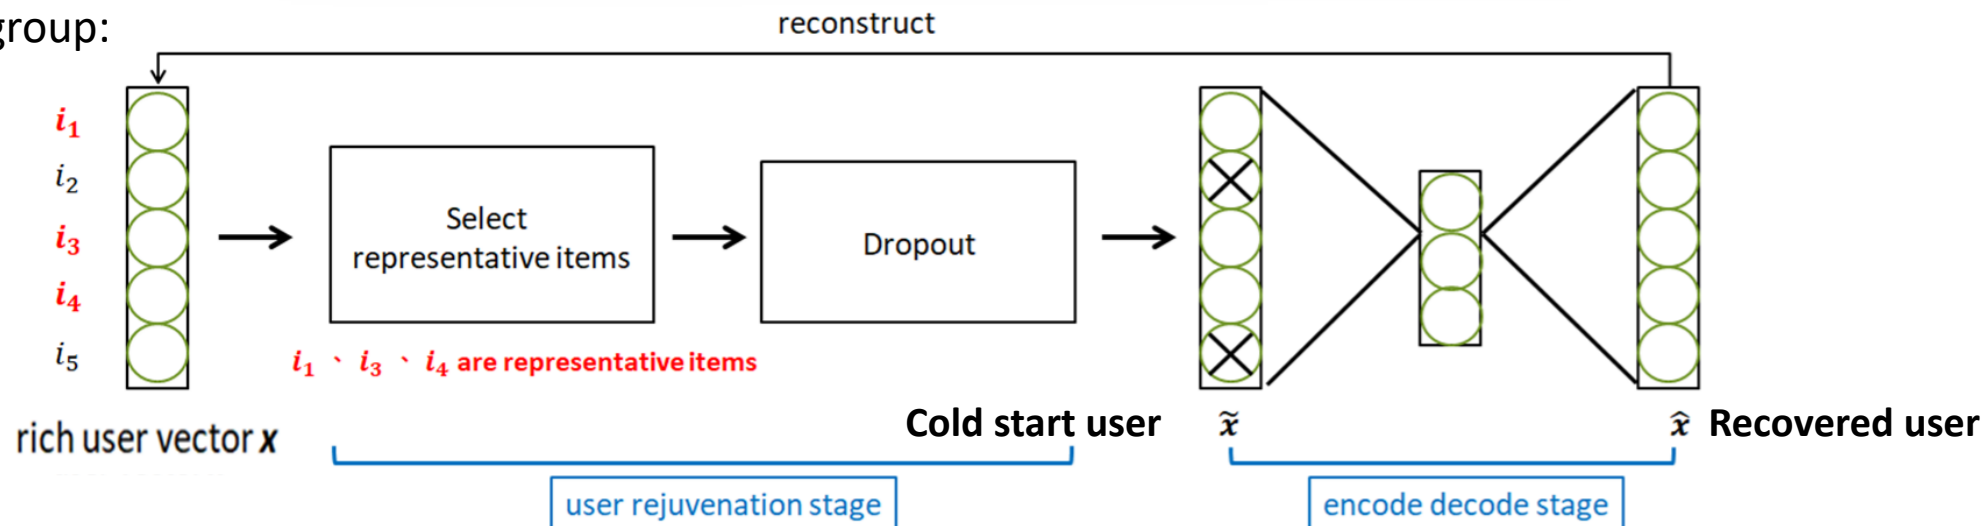 group:
reconstruct
i₁
i₂
i₃
i₄
i₅
Select
representative items
Dropout
i₁ 、 i₃ 、 i₄ are representative items
rich user vector x
Cold start user
x̃
x̂
Recovered user
user rejuvenation stage
encode decode stage